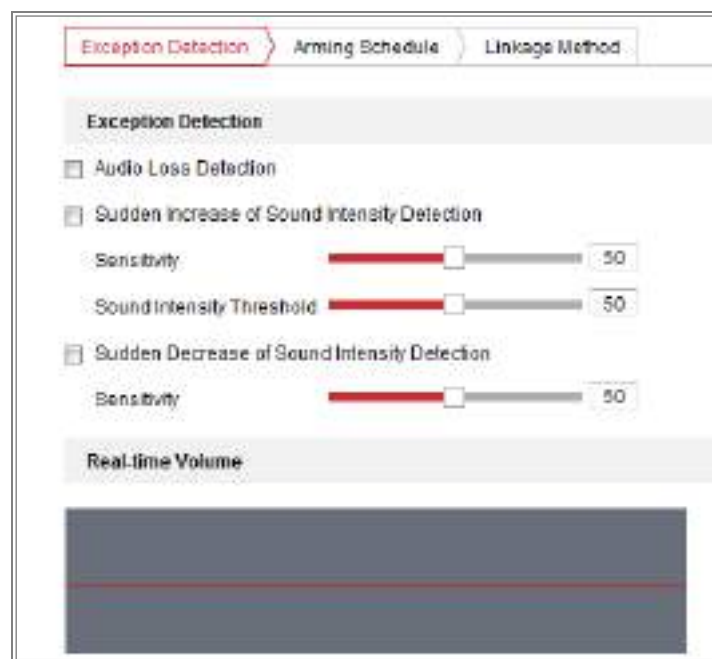 Exception Detection Arming Schedule Linkage Method
Exception Detection
Audio Loss Detection
Sudden Increase of Sound Intensity Detection
Sensitivity 50
Sound Intensity Threshold 50
Sudden Decrease of Sound Intensity Detection
Sensitivity 50
Real-time Volume